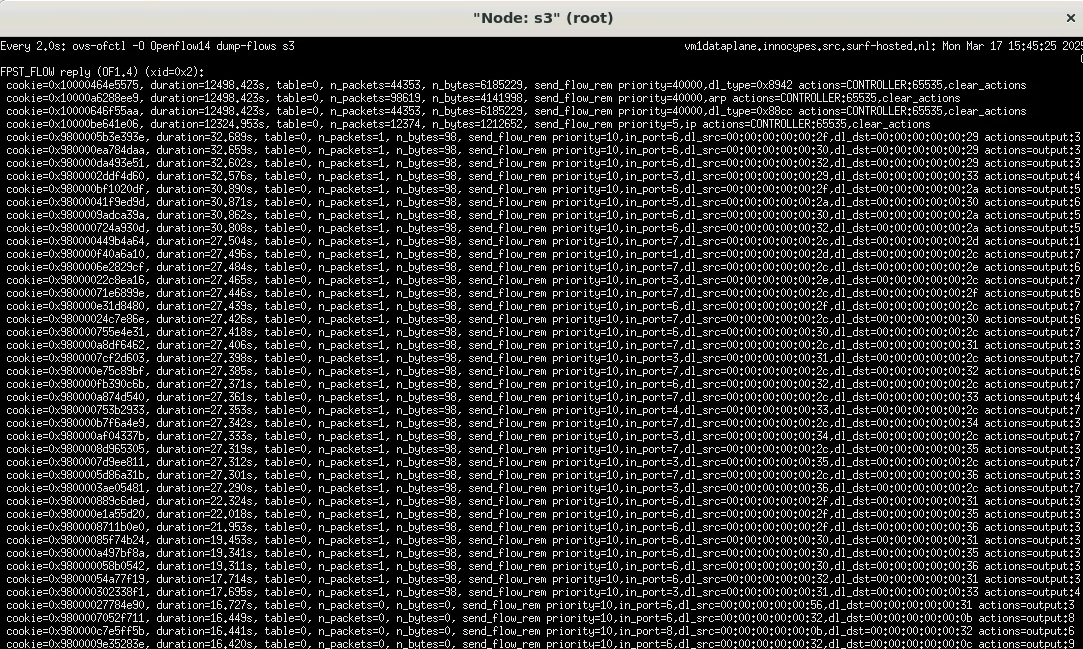 "Node: s3" (root)
Every 2.0s: ovs-ofctl -O Openflow14 dump-flows s3 vm1dataplane.innocypes.src.surf-hosted.nl: Mon Mar 17 15:45:25 2025
FPST_FLOW reply (OF1.4) (xid=0x2):
cookie=0x10000464e5575, duration=12498,423s, table=0, n_packets=44353, n_bytes=6185229, send_flow_rem priority=40000,dl_type=0x8942 actions=CONTROLLER:65535,clear_actions
cookie=0x10000a6288ee9, duration=12498,423s, table=0, n_packets=98619, n_bytes=4141998, send_flow_rem priority=40000,arp actions=CONTROLLER:65535,clear_actions
cookie=0x10000646f55aa, duration=12498,423s, table=0, n_packets=44353, n_bytes=6185229, send_flow_rem priority=40000,dl_type=0x88cc actions=CONTROLLER:65535,clear_actions
cookie=0x10000be641e06, duration=12324,953s, table=0, n_packets=12374, n_bytes=1212652, send_flow_rem priority=5,ip actions=CONTROLLER:65535,clear_actions
cookie=0x980005b3e393e, duration=32,689s, table=0, n_packets=1, n_bytes=98, send_flow_rem priority=10,in_port=6,dl_src=00:00:00:00:00:2f,dl_dst=00:00:00:00:00:29 actions=output:3
cookie=0x980000ea784daa, duration=32,659s, table=0, n_packets=1, n_bytes=98, send_flow_rem priority=10,in_port=6,dl_src=00:00:00:00:00:30,dl_dst=00:00:00:00:00:29 actions=output:3
cookie=0x980000da493e51, duration=32,602s, table=0, n_packets=1, n_bytes=98, send_flow_rem priority=10,in_port=6,dl_src=00:00:00:00:00:32,dl_dst=00:00:00:00:00:29 actions=output:3
cookie=0x9800002ddf4d60, duration=32,576s, table=0, n_packets=1, n_bytes=98, send_flow_rem priority=10,in_port=3,dl_src=00:00:00:00:00:29,dl_dst=00:00:00:00:00:33 actions=output:4
cookie=0x980000bf1020df, duration=30,890s, table=0, n_packets=1, n_bytes=98, send_flow_rem priority=10,in_port=6,dl_src=00:00:00:00:00:2f,dl_dst=00:00:00:00:00:2a actions=output:5
cookie=0x98000041f9ed9d, duration=30,871s, table=0, n_packets=1, n_bytes=98, send_flow_rem priority=10,in_port=5,dl_src=00:00:00:00:00:2a,dl_dst=00:00:00:00:00:30 actions=output:6
cookie=0x9800009adca39a, duration=30,862s, table=0, n_packets=1, n_bytes=98, send_flow_rem priority=10,in_port=6,dl_src=00:00:00:00:00:30,dl_dst=00:00:00:00:00:2a actions=output:5
cookie=0x980000724a930d, duration=30,808s, table=0, n_packets=1, n_bytes=98, send_flow_rem priority=10,in_port=6,dl_src=00:00:00:00:00:32,dl_dst=00:00:00:00:00:2a actions=output:5
cookie=0x980000449b4a64, duration=27,504s, table=0, n_packets=1, n_bytes=98, send_flow_rem priority=10,in_port=7,dl_src=00:00:00:00:00:2c,dl_dst=00:00:00:00:00:2d actions=output:1
cookie=0x980000f40a6a10, duration=27,496s, table=0, n_packets=1, n_bytes=98, send_flow_rem priority=10,in_port=1,dl_src=00:00:00:00:00:2d,dl_dst=00:00:00:00:00:2c actions=output:7
cookie=0x9800006e2829cf, duration=27,484s, table=0, n_packets=1, n_bytes=98, send_flow_rem priority=10,in_port=7,dl_src=00:00:00:00:00:2c,dl_dst=00:00:00:00:00:2e actions=output:6
cookie=0x98000022c8ea16, duration=27,465s, table=0, n_packets=1, n_bytes=98, send_flow_rem priority=10,in_port=3,dl_src=00:00:00:00:00:2e,dl_dst=00:00:00:00:00:2c actions=output:7
cookie=0x98000071e6899e, duration=27,446s, table=0, n_packets=1, n_bytes=98, send_flow_rem priority=10,in_port=7,dl_src=00:00:00:00:00:2c,dl_dst=00:00:00:00:00:2f actions=output:6
cookie=0x980000e31d8480, duration=27,439s, table=0, n_packets=1, n_bytes=98, send_flow_rem priority=10,in_port=6,dl_src=00:00:00:00:00:2f,dl_dst=00:00:00:00:00:2c actions=output:7
cookie=0x98000024c7e86e, duration=27,425s, table=0, n_packets=1, n_bytes=98, send_flow_rem priority=10,in_port=7,dl_src=00:00:00:00:00:2c,dl_dst=00:00:00:00:00:30 actions=output:6
cookie=0x980000755e4e31, duration=27,418s, table=0, n_packets=1, n_bytes=98, send_flow_rem priority=10,in_port=6,dl_src=00:00:00:00:00:30,dl_dst=00:00:00:00:00:2c actions=output:7
cookie=0x980000a8df6462, duration=27,406s, table=0, n_packets=1, n_bytes=98, send_flow_rem priority=10,in_port=7,dl_src=00:00:00:00:00:2c,dl_dst=00:00:00:00:00:31 actions=output:3
cookie=0x9800007cf2d603, duration=27,398s, table=0, n_packets=1, n_bytes=98, send_flow_rem priority=10,in_port=3,dl_src=00:00:00:00:00:31,dl_dst=00:00:00:00:00:2c actions=output:7
cookie=0x980000e75c89bf, duration=27,385s, table=0, n_packets=1, n_bytes=98, send_flow_rem priority=10,in_port=7,dl_src=00:00:00:00:00:2c,dl_dst=00:00:00:00:00:32 actions=output:6
cookie=0x980000fb390c6b, duration=27,371s, table=0, n_packets=1, n_bytes=98, send_flow_rem priority=10,in_port=6,dl_src=00:00:00:00:00:32,dl_dst=00:00:00:00:00:2c actions=output:7
cookie=0x980000a874d540, duration=27,361s, table=0, n_packets=1, n_bytes=98, send_flow_rem priority=10,in_port=7,dl_src=00:00:00:00:00:2c,dl_dst=00:00:00:00:00:33 actions=output:4
cookie=0x980000753b2933, duration=27,353s, table=0, n_packets=1, n_bytes=98, send_flow_rem priority=10,in_port=4,dl_src=00:00:00:00:00:33,dl_dst=00:00:00:00:00:2c actions=output:7
cookie=0x980000b7f6a4e9, duration=27,342s, table=0, n_packets=1, n_bytes=98, send_flow_rem priority=10,in_port=7,dl_src=00:00:00:00:00:2c,dl_dst=00:00:00:00:00:34 actions=output:3
cookie=0x980000af04337b, duration=27,333s, table=0, n_packets=1, n_bytes=98, send_flow_rem priority=10,in_port=3,dl_src=00:00:00:00:00:34,dl_dst=00:00:00:00:00:2c actions=output:7
cookie=0x9800008d965305, duration=27,319s, table=0, n_packets=1, n_bytes=98, send_flow_rem priority=10,in_port=7,dl_src=00:00:00:00:00:2c,dl_dst=00:00:00:00:00:35 actions=output:3
cookie=0x9800007d9ee811, duration=27,312s, table=0, n_packets=1, n_bytes=98, send_flow_rem priority=10,in_port=3,dl_src=00:00:00:00:00:35,dl_dst=00:00:00:00:00:2c actions=output:7
cookie=0x9800005d86a31b, duration=27,301s, table=0, n_packets=1, n_bytes=98, send_flow_rem priority=10,in_port=7,dl_src=00:00:00:00:00:2c,dl_dst=00:00:00:00:00:36 actions=output:3
cookie=0x9800003ae05481, duration=27,290s, table=0, n_packets=1, n_bytes=98, send_flow_rem priority=10,in_port=3,dl_src=00:00:00:00:00:36,dl_dst=00:00:00:00:00:2c actions=output:7
cookie=0x980000889c6ded, duration=22,324s, table=0, n_packets=1, n_bytes=98, send_flow_rem priority=10,in_port=6,dl_src=00:00:00:00:00:2f,dl_dst=00:00:00:00:00:31 actions=output:3
cookie=0x980000e1a55d20, duration=22,018s, table=0, n_packets=1, n_bytes=98, send_flow_rem priority=10,in_port=6,dl_src=00:00:00:00:00:2f,dl_dst=00:00:00:00:00:35 actions=output:3
cookie=0x9800008711b0e0, duration=21,953s, table=0, n_packets=1, n_bytes=98, send_flow_rem priority=10,in_port=6,dl_src=00:00:00:00:00:2f,dl_dst=00:00:00:00:00:36 actions=output:3
cookie=0x98000085f74b24, duration=19,453s, table=0, n_packets=1, n_bytes=98, send_flow_rem priority=10,in_port=6,dl_src=00:00:00:00:00:30,dl_dst=00:00:00:00:00:31 actions=output:3
cookie=0x980000a497bf8a, duration=19,341s, table=0, n_packets=1, n_bytes=98, send_flow_rem priority=10,in_port=6,dl_src=00:00:00:00:00:30,dl_dst=00:00:00:00:00:35 actions=output:3
cookie=0x980000058b0542, duration=19,311s, table=0, n_packets=1, n_bytes=98, send_flow_rem priority=10,in_port=6,dl_src=00:00:00:00:00:30,dl_dst=00:00:00:00:00:36 actions=output:3
cookie=0x98000054a77f19, duration=17,714s, table=0, n_packets=1, n_bytes=98, send_flow_rem priority=10,in_port=6,dl_src=00:00:00:00:00:32,dl_dst=00:00:00:00:00:31 actions=output:3
cookie=0x980000302338f1, duration=17,695s, table=0, n_packets=1, n_bytes=98, send_flow_rem priority=10,in_port=3,dl_src=00:00:00:00:00:31,dl_dst=00:00:00:00:00:33 actions=output:4
cookie=0x98000027784e90, duration=16,727s, table=0, n_packets=0, n_bytes=0, send_flow_rem priority=10,in_port=6,dl_src=00:00:00:00:00:56,dl_dst=00:00:00:00:00:31 actions=output:3
cookie=0x9800007052f711, duration=16,449s, table=0, n_packets=0, n_bytes=0, send_flow_rem priority=10,in_port=6,dl_src=00:00:00:00:00:32,dl_dst=00:00:00:00:00:0b actions=output:8
cookie=0x980000c7e5ff5b, duration=16,441s, table=0, n_packets=0, n_bytes=0, send_flow_rem priority=10,in_port=8,dl_src=00:00:00:00:00:0b,dl_dst=00:00:00:00:00:32 actions=output:6
cookie=0x9800009e35283e, duration=16,420s, table=0, n_packets=0, n_bytes=0, send_flow_rem priority=10,in_port=6,dl_src=00:00:00:00:00:32,dl_dst=00:00:00:00:00:0c actions=output:9